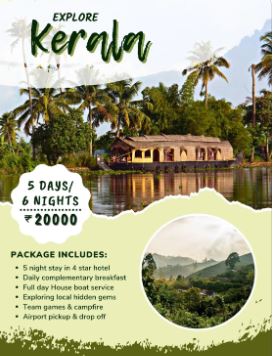 EXPLORE
Kerala
5 DAYS/
6 NIGHTS
₹20000
PACKAGE INCLUDES:
• 5 night stay in 4 star hotel
• Daily complementary breakfast
• Full day House boat service
• Exploring local hidden gems
• Team games & campfire
• Airport pickup & drop off